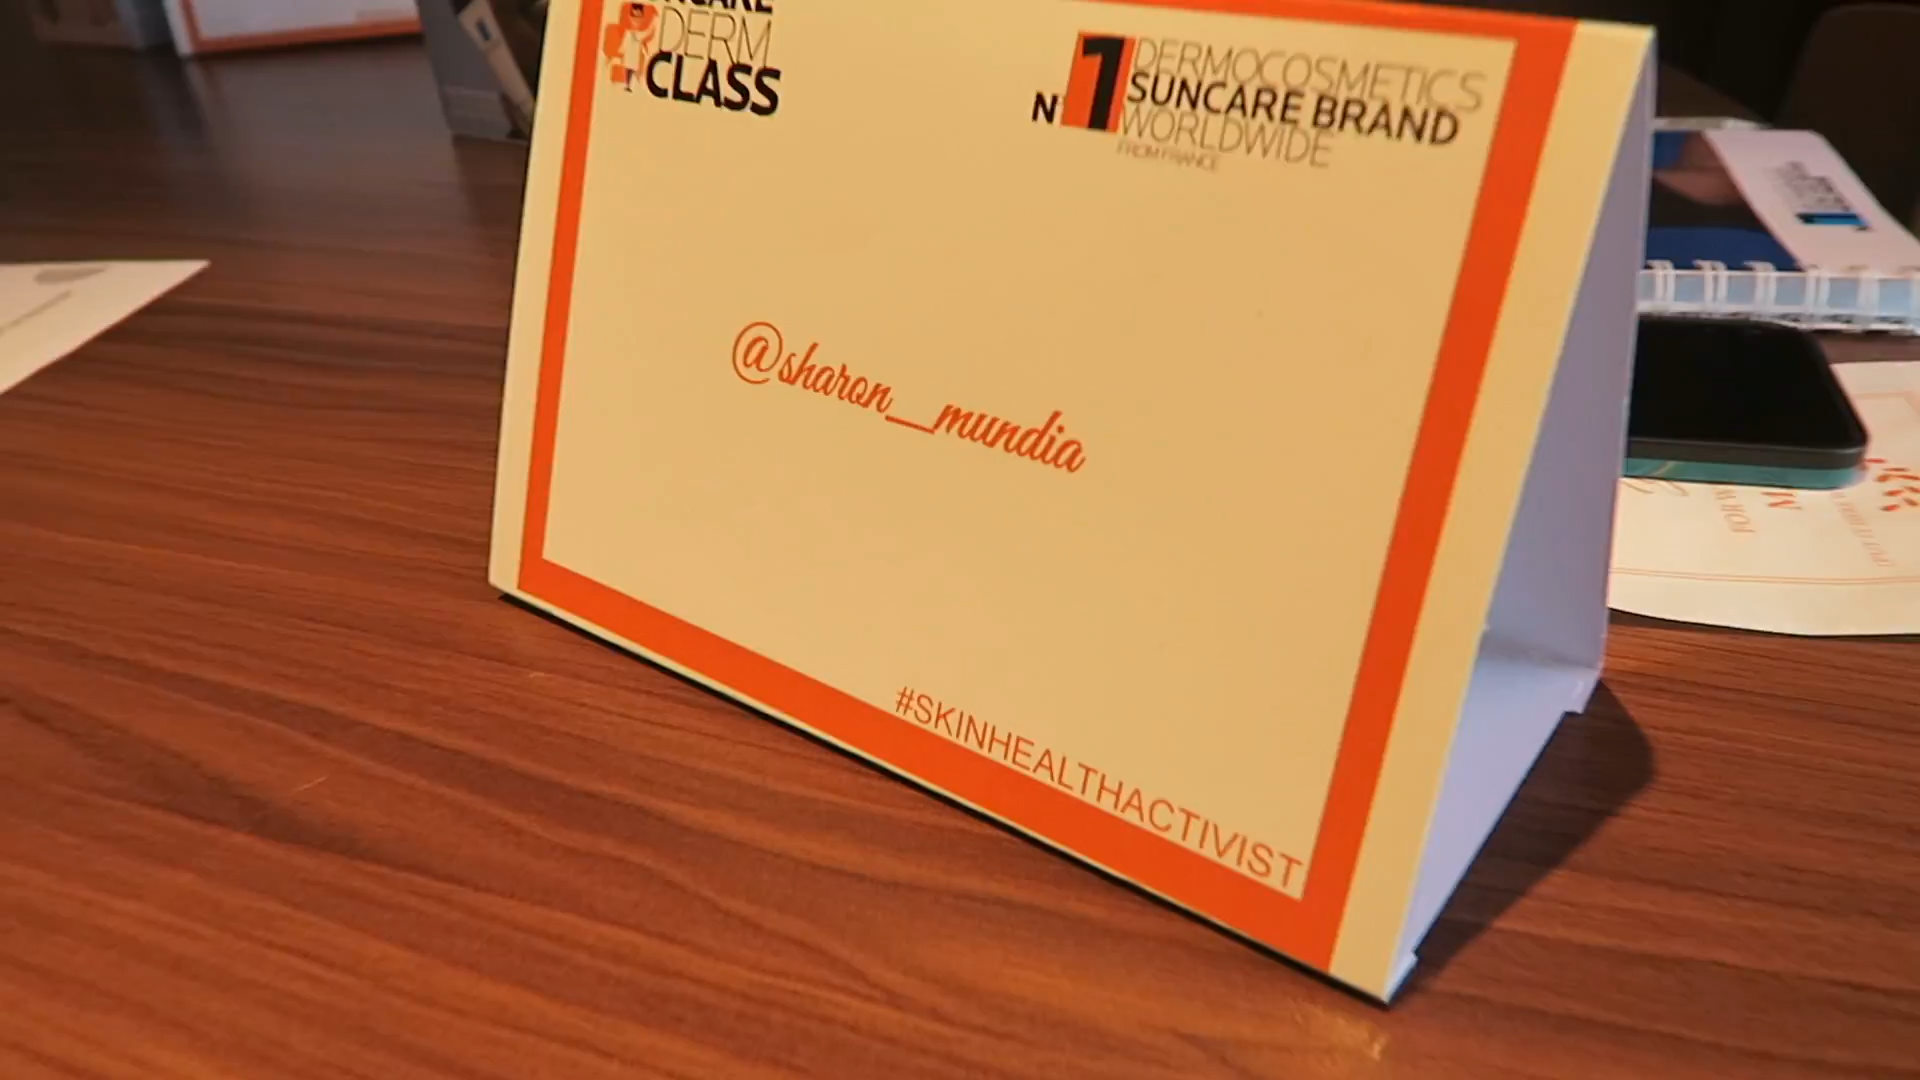 DERM
CLASS
N°1
DERMOCOSMETICS
SUNCARE BRAND
WORLDWIDE
FROM FRANCE
@sharon_mundia
#SKINHEALTHACTIVIST